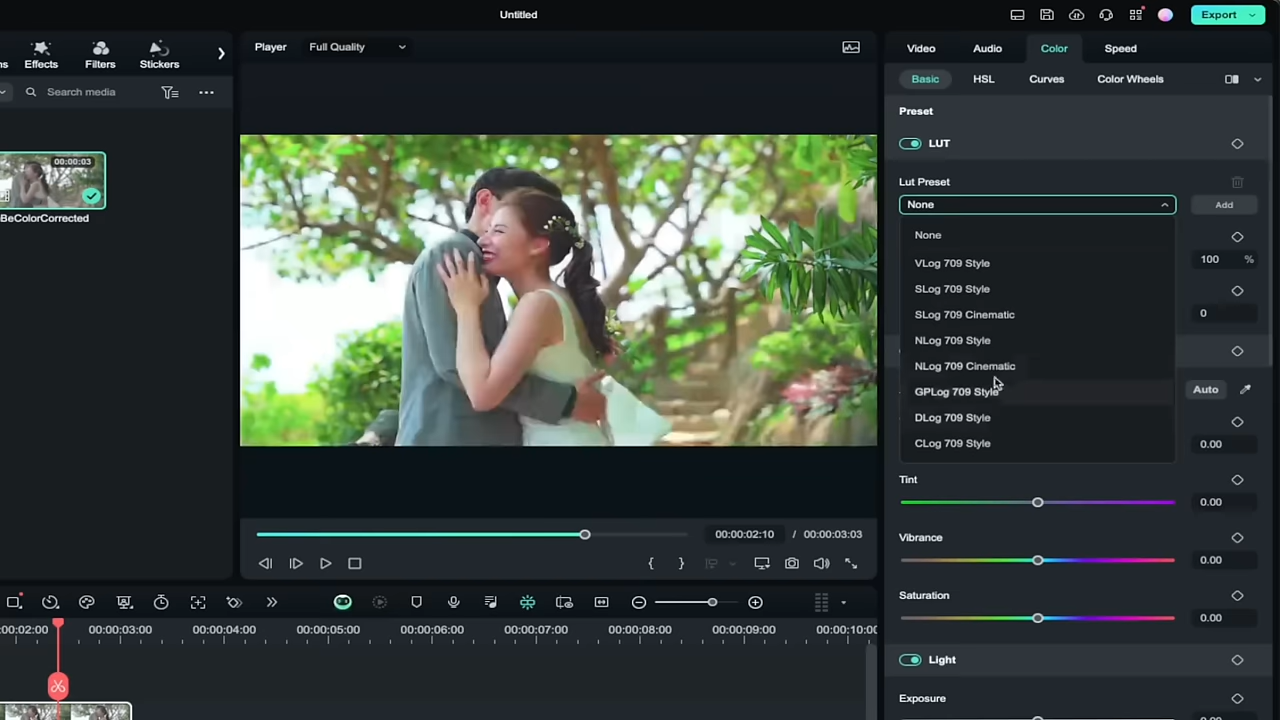 Untitled
Export
Effects
Filters
Stickers
Search media
00:00:03
BeColorCorrected
Player
Full Quality
00:00:02:10 / 00:00:03:03
Video
Audio
Color
Speed
Basic
HSL
Curves
Color Wheels
Preset
LUT
Lut Preset
None
Add
None
VLog 709 Style
100 %
SLog 709 Style
SLog 709 Cinematic
0
NLog 709 Style
NLog 709 Cinematic
GPLog 709 Style
Auto
DLog 709 Style
CLog 709 Style
0.00
Tint
0.00
Vibrance
0.00
Saturation
0.00
Light
Exposure
:00:02:00
00:00:03:00
00:00:04:00
00:00:05:00
00:00:06:00
00:00:07:00
00:00:08:00
00:00:09:00
00:00:10:00